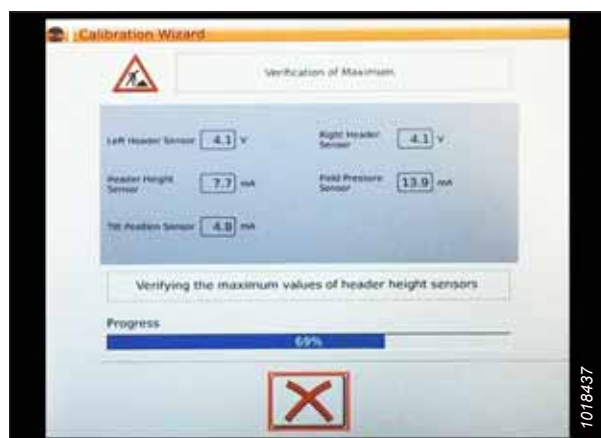 Calibration Wizard
Verification of Maximum
Left Header Sensor 4.1 V
Right Header Sensor 4.1 V
Header Height Sensor 7.7 mA
Field Pressure Sensor 13.9 mA
Tilt Position Sensor 4.8 mA
Verifying the maximum values of header height sensors
Progress
69%
1018437